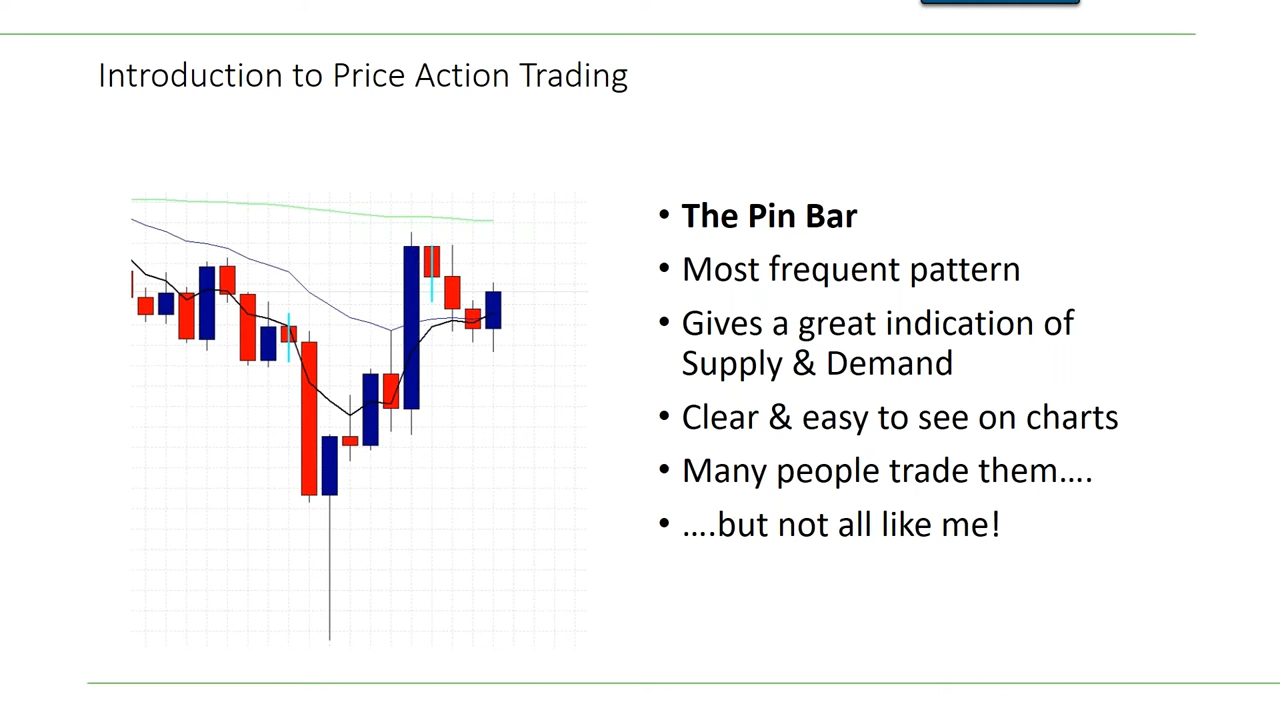 Introduction to Price Action Trading
• The Pin Bar
• Most frequent pattern
• Gives a great indication of
Supply & Demand
• Clear & easy to see on charts
• Many people trade them….
• ….but not all like me!